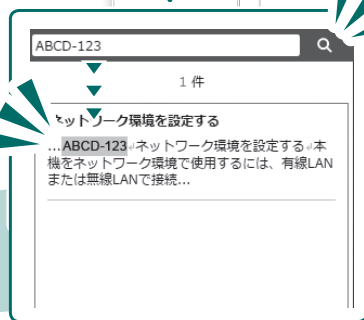 ABCD-123
1 件
ネットワーク環境を設定する
...ABCD-123↵ネットワーク環境を設定する↵本
機をネットワーク環境で使用するには、有線LAN
または無線LANで接続...